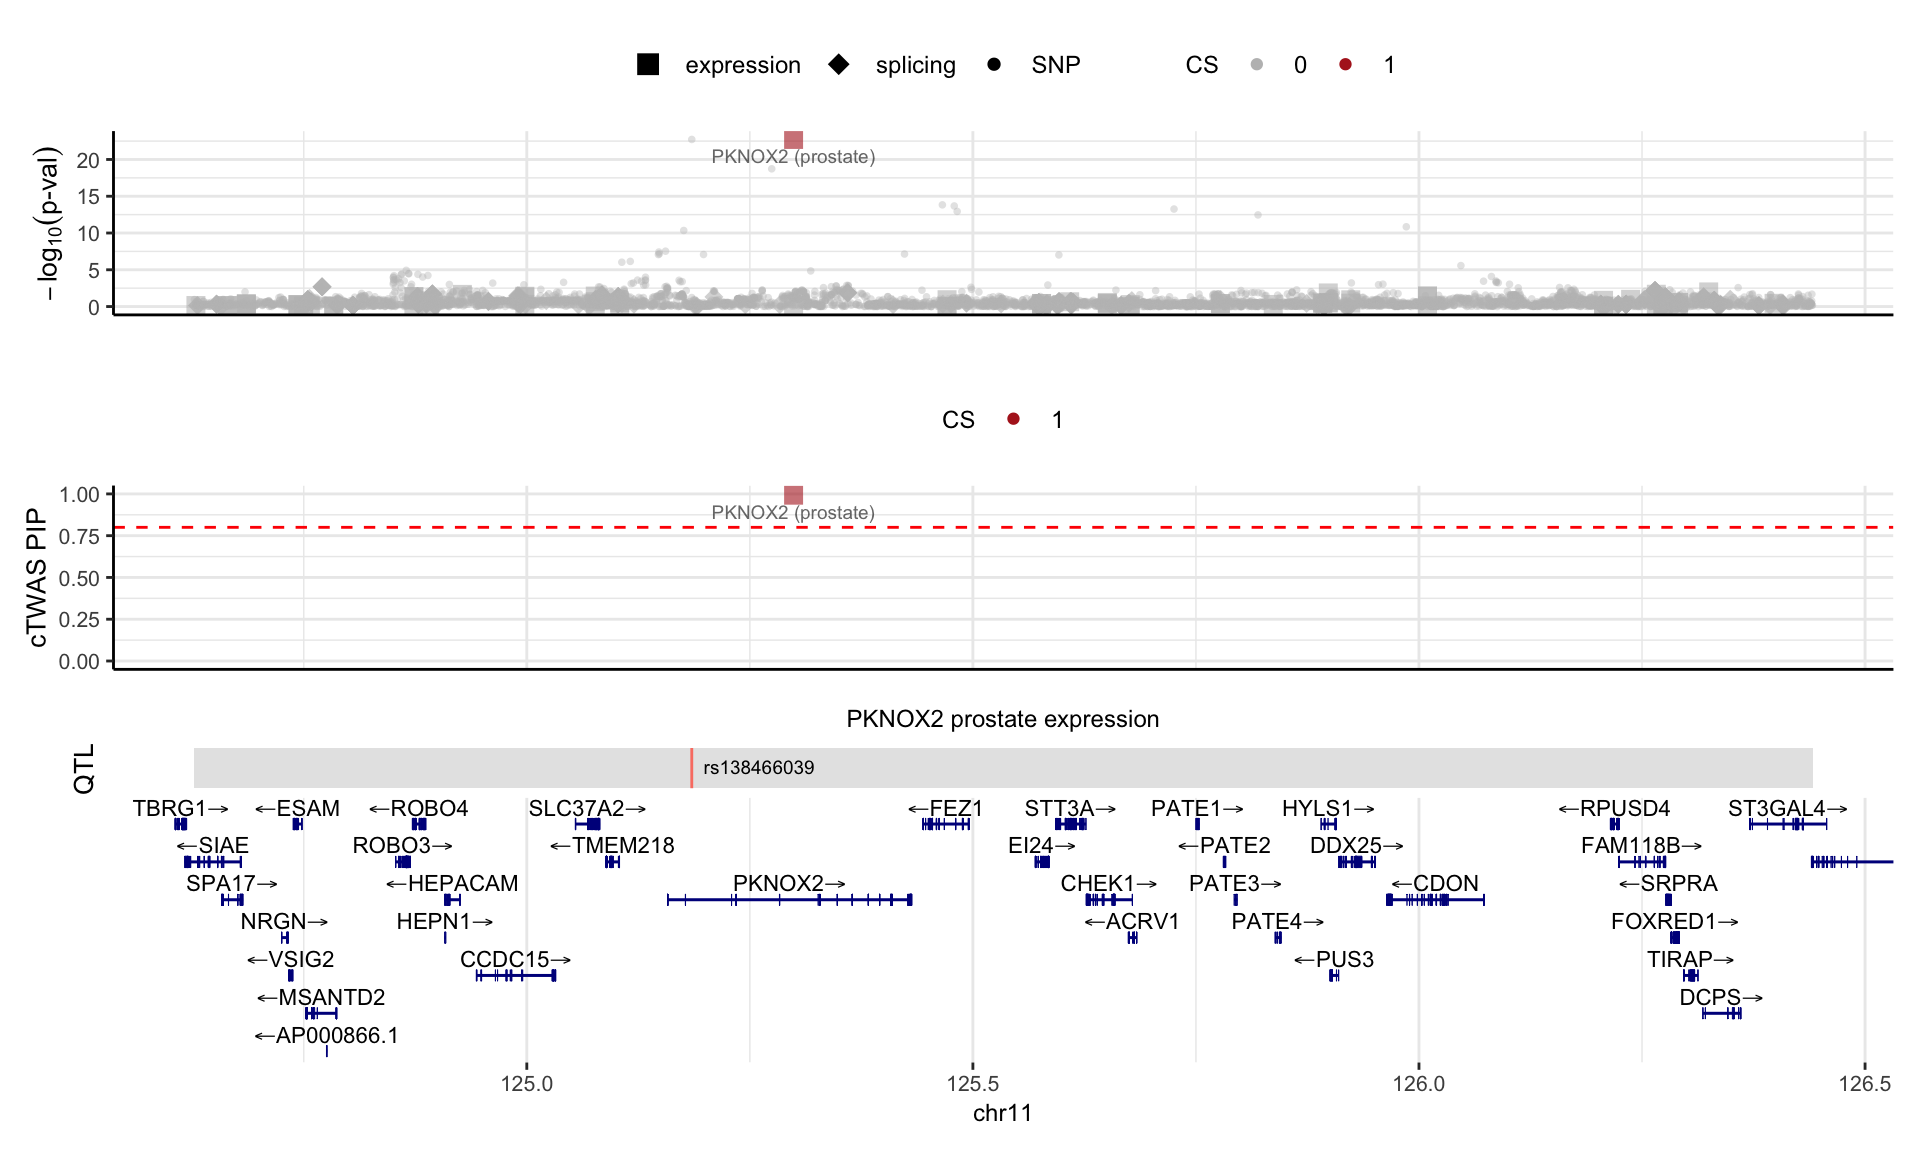 expression splicing SNP CS 0 1
− log10(p-val)
20
15
10
5
0
PKNOX2 (prostate)
CS 1
cTWAS PIP
1.00
0.75
0.50
0.25
0.00
PKNOX2 (prostate)
PKNOX2 prostate expression
QTL
rs138466039
TBRG1→ ←ESAM ←ROBO4 SLC37A2→ ←FEZ1 STT3A→ PATE1→ HYLS1→ ←RPUSD4 ST3GAL4→
←SIAE ROBO3→ ←TMEM218 EI24→ ←PATE2 DDX25→ FAM118B→
SPA17→ ←HEPACAM PKNOX2→ CHEK1→ PATE3→ ←CDON ←SRPRA
NRGN→ HEPN1→ ←ACRV1 PATE4→ FOXRED1→
←VSIG2 CCDC15→ ←PUS3 TIRAP→
←MSANTD2 DCPS→
←AP000866.1
125.0 125.5 126.0 126.5
chr11